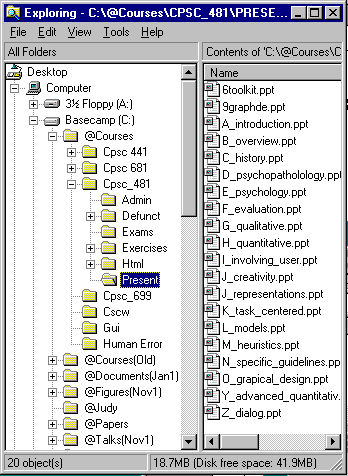 Exploring - C:\@Courses\CPSC_481\PRESE...
File Edit View Tools Help
All Folders
Contents of 'C:\@Courses\C
Desktop
Computer
3½ Floppy (A:)
Basecamp (C:)
@Courses
Cpsc 441
Cpsc 681
Cpsc_481
Admin
Defunct
Exams
Exercises
Html
Present
Cpsc_699
Cscw
Gui
Human Error
@Courses(Old)
@Documents(Jan1)
@Figures(Nov1)
@Judy
@Papers
@Talks(Nov1)
Name
6toolkit.ppt
9graphde.ppt
A_introduction.ppt
B_overview.ppt
C_history.ppt
D_psychopatholology.ppt
E_psychology.ppt
F_evaluation.ppt
G_qualitative.ppt
H_quantitative.ppt
I_involving_user.ppt
J_creativity.ppt
J_representations.ppt
K_task_centered.ppt
L_models.ppt
M_heuristics.ppt
N_specific_guidelines.ppt
O_grapical_design.ppt
Y_advanced_quantitativ.
Z_dialog.ppt
20 object(s)
18.7MB (Disk free space: 41.9MB)